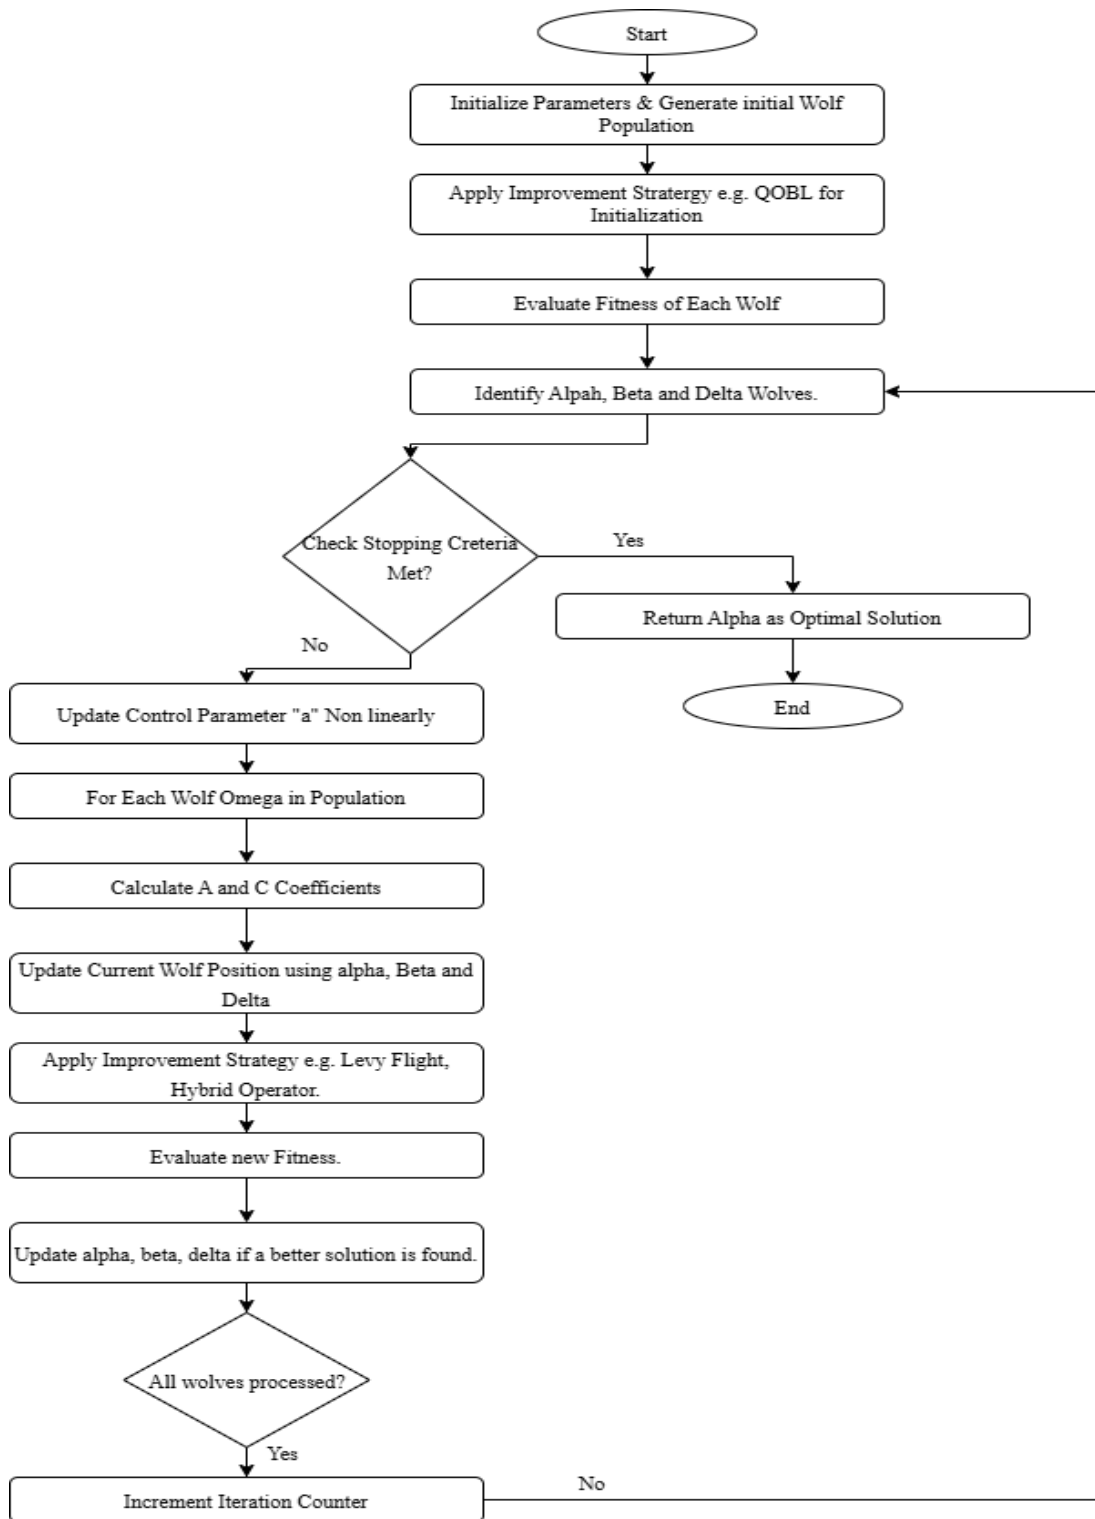 Start
Initialize Parameters & Generate initial Wolf
Population
Apply Improvement Stratergy e.g. QOBL for
Initialization
Evaluate Fitness of Each Wolf
Identify Alpah, Beta and Delta Wolves.
Check Stopping Creteria
Met?
Yes
Return Alpha as Optimal Solution
End
No
Update Control Parameter "a" Non linearly
For Each Wolf Omega in Population
Calculate A and C Coefficients
Update Current Wolf Position using alpha, Beta and
Delta
Apply Improvement Strategy e.g. Levy Flight,
Hybrid Operator.
Evaluate new Fitness.
Update alpha, beta, delta if a better solution is found.
All wolves processed?
Yes
Increment Iteration Counter
No